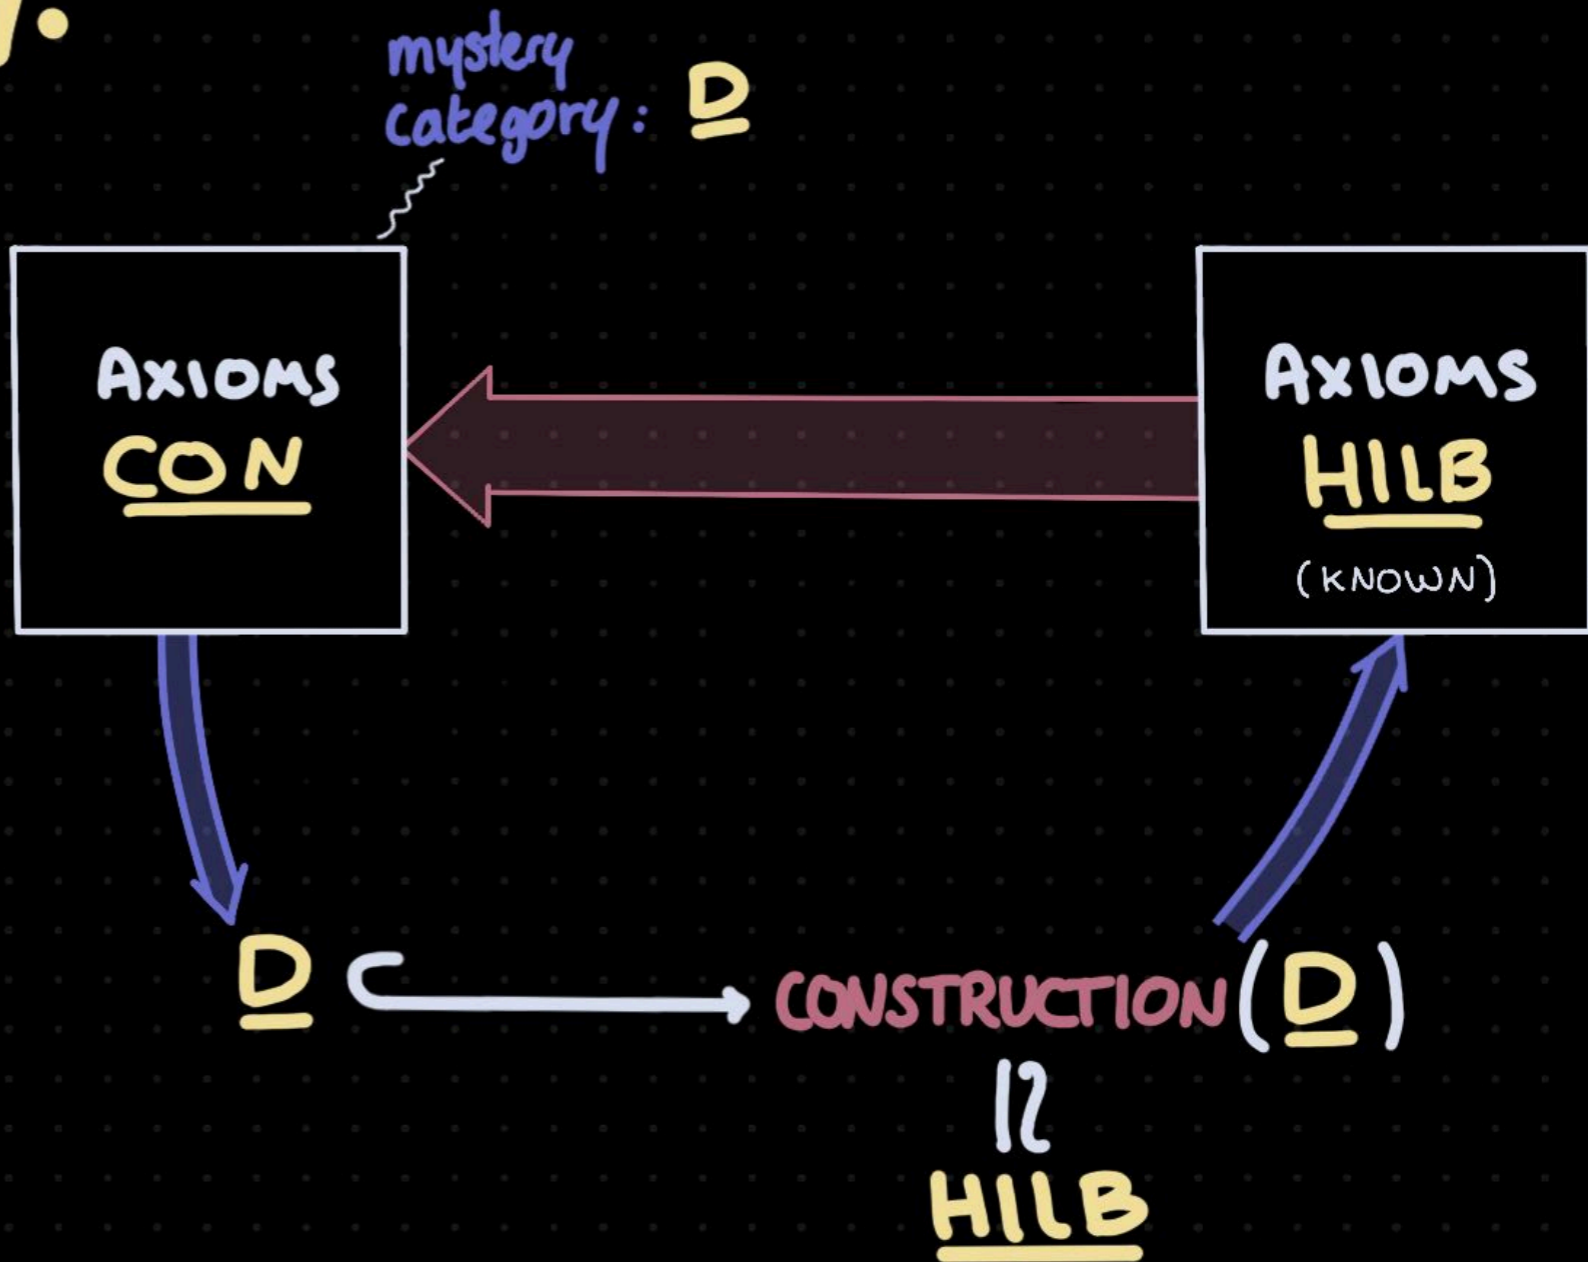 mystery
category: D
AXIOMS
CON
AXIOMS
HILB
(KNOWN)
D
CONSTRUCTION(D)
≅
HILB